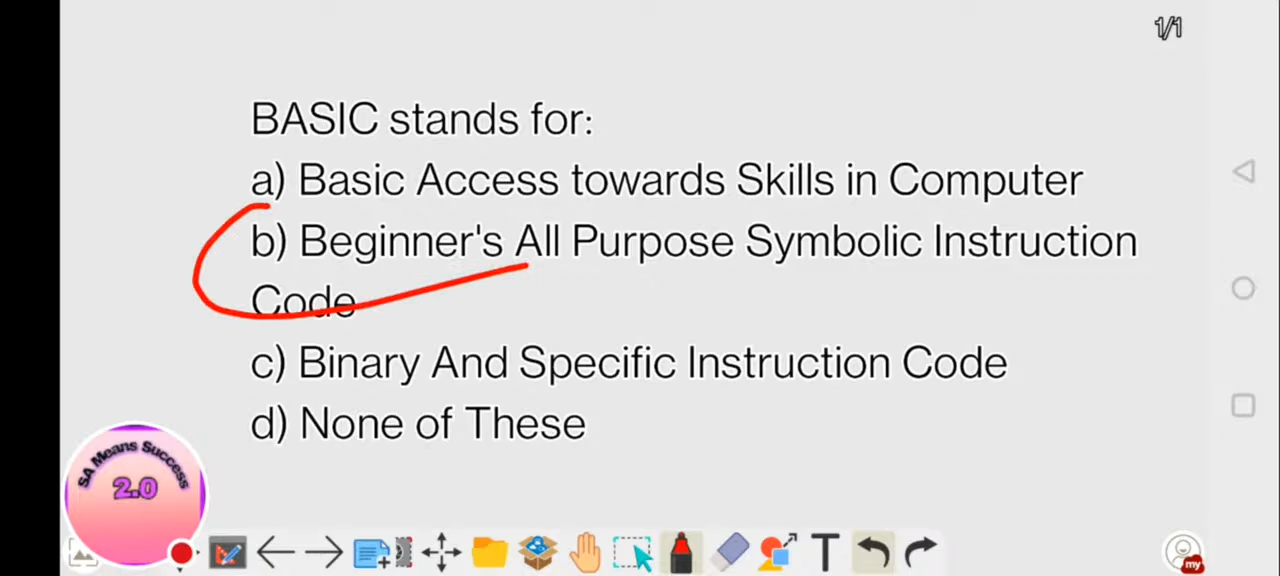 1/1
BASIC stands for:
a) Basic Access towards Skills in Computer
b) Beginner's All Purpose Symbolic Instruction
Code
c) Binary And Specific Instruction Code
d) None of These
SA Means Success
2.0
T
my